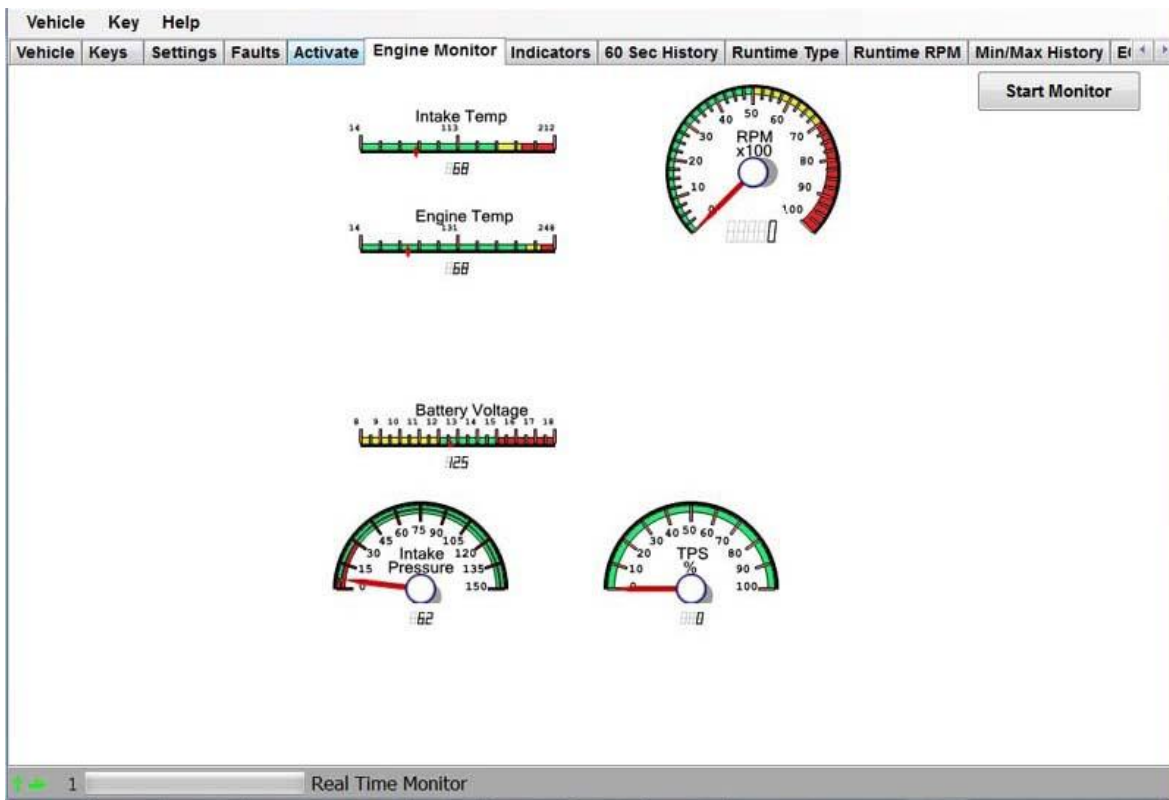 Vehicle Key Help
Vehicle Keys Settings Faults Activate Engine Monitor Indicators 60 Sec History Runtime Type Runtime RPM Min/Max History
Start Monitor
Intake Temp
14 113 212
68
40 50 60
30 70
RPM
x100
20 80
10 90
0 100
0
Engine Temp
14 131 248
68
Battery Voltage
8 9 10 11 12 13 14 15 16 17 18
125
45 60 75 90 105
30 120
Intake
Pressure
15 135
0 150
62
30 40 50 60 70
20 80
TPS
%
10 90
0 100
0
1 Real Time Monitor